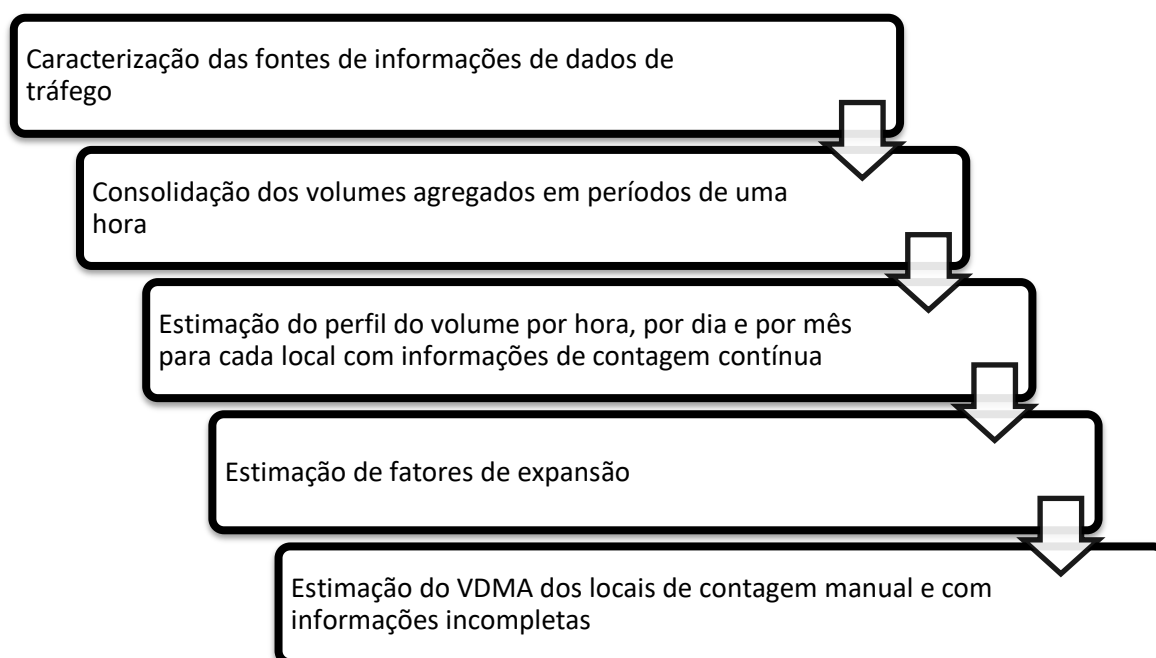 Caracterização das fontes de informações de dados de
tráfego
Consolidação dos volumes agregados em períodos de uma
hora
Estimação do perfil do volume por hora, por dia e por mês
para cada local com informações de contagem contínua
Estimação de fatores de expansão
Estimação do VDMA dos locais de contagem manual e com
informações incompletas